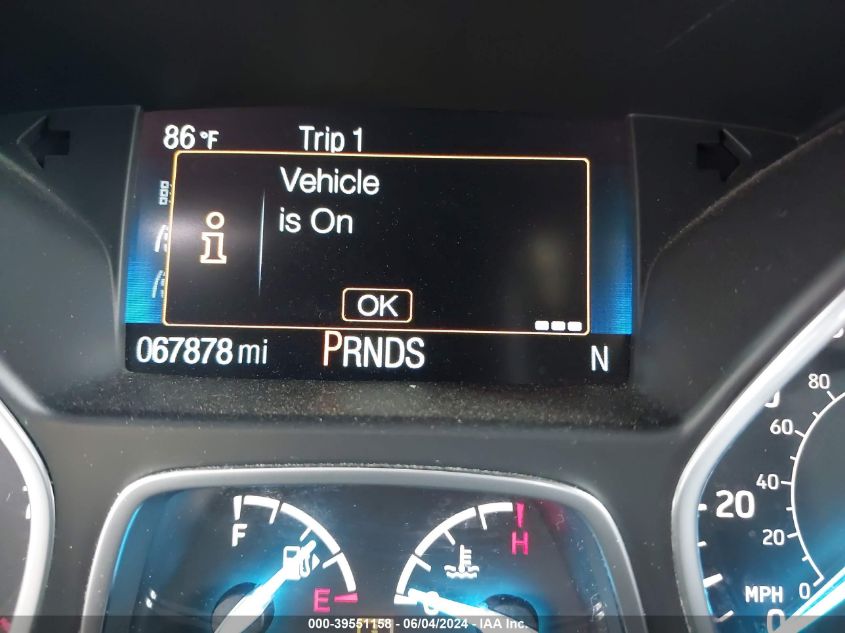 86 °F Trip 1
Vehicle
is On
i
OK
067878 mi PRNDS N
F
E
H
C
80
60
40
20
0
20
MPH
0
000-39551158 - 06/04/2024 - IAA Inc.